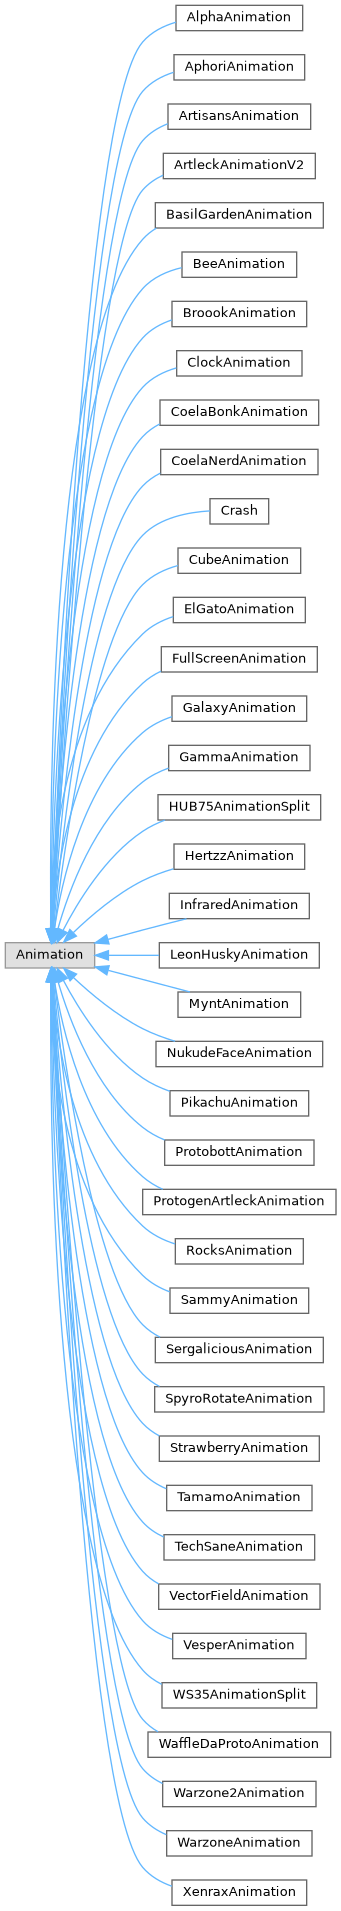 AlphaAnimation
AphoriAnimation
ArtisansAnimation
ArtleckAnimationV2
BasilGardenAnimation
BeeAnimation
BroookAnimation
ClockAnimation
CoelaBonkAnimation
CoelaNerdAnimation
Crash
CubeAnimation
ElGatoAnimation
FullScreenAnimation
GalaxyAnimation
GammaAnimation
HUB75AnimationSplit
HertzzAnimation
InfraredAnimation
Animation
LeonHuskyAnimation
MyntAnimation
NukudeFaceAnimation
PikachuAnimation
ProtobottAnimation
ProtogenArtleckAnimation
RocksAnimation
SammyAnimation
SergaliciousAnimation
SpyroRotateAnimation
StrawberryAnimation
TamamoAnimation
TechSaneAnimation
VectorFieldAnimation
VesperAnimation
WS35AnimationSplit
WaffleDaProtoAnimation
Warzone2Animation
WarzoneAnimation
XenraxAnimation